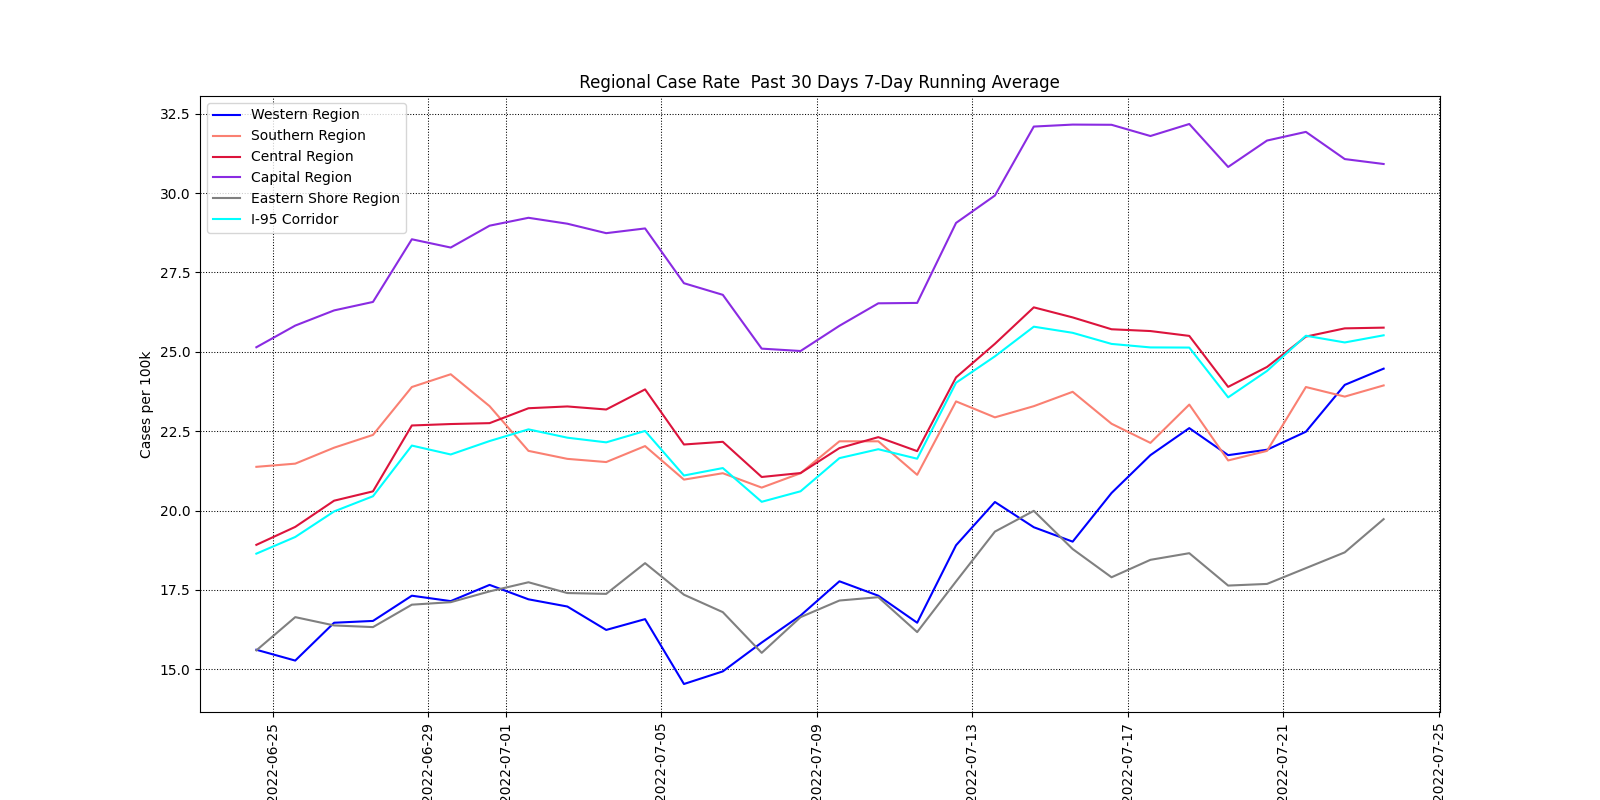 Regional Case Rate  Past 30 Days 7-Day Running Average
Western Region
Southern Region
Central Region
Capital Region
Eastern Shore Region
I-95 Corridor
32.5
30.0
27.5
25.0
22.5
20.0
17.5
15.0
Cases per 100k
2022-06-25
2022-06-29
2022-07-01
2022-07-05
2022-07-09
2022-07-13
2022-07-17
2022-07-21
2022-07-25